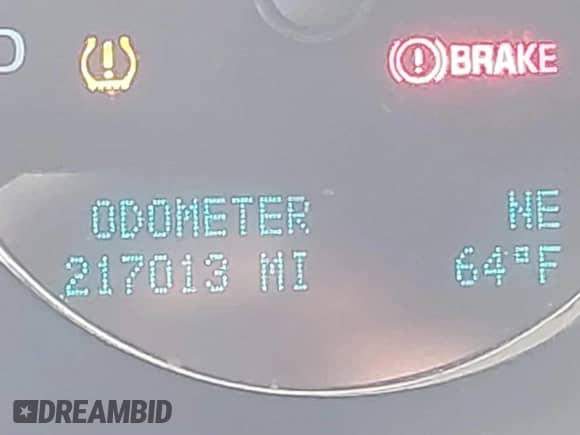 D
BRAKE
ODOMETER NE
217013 MI 64°F
DREAMBID